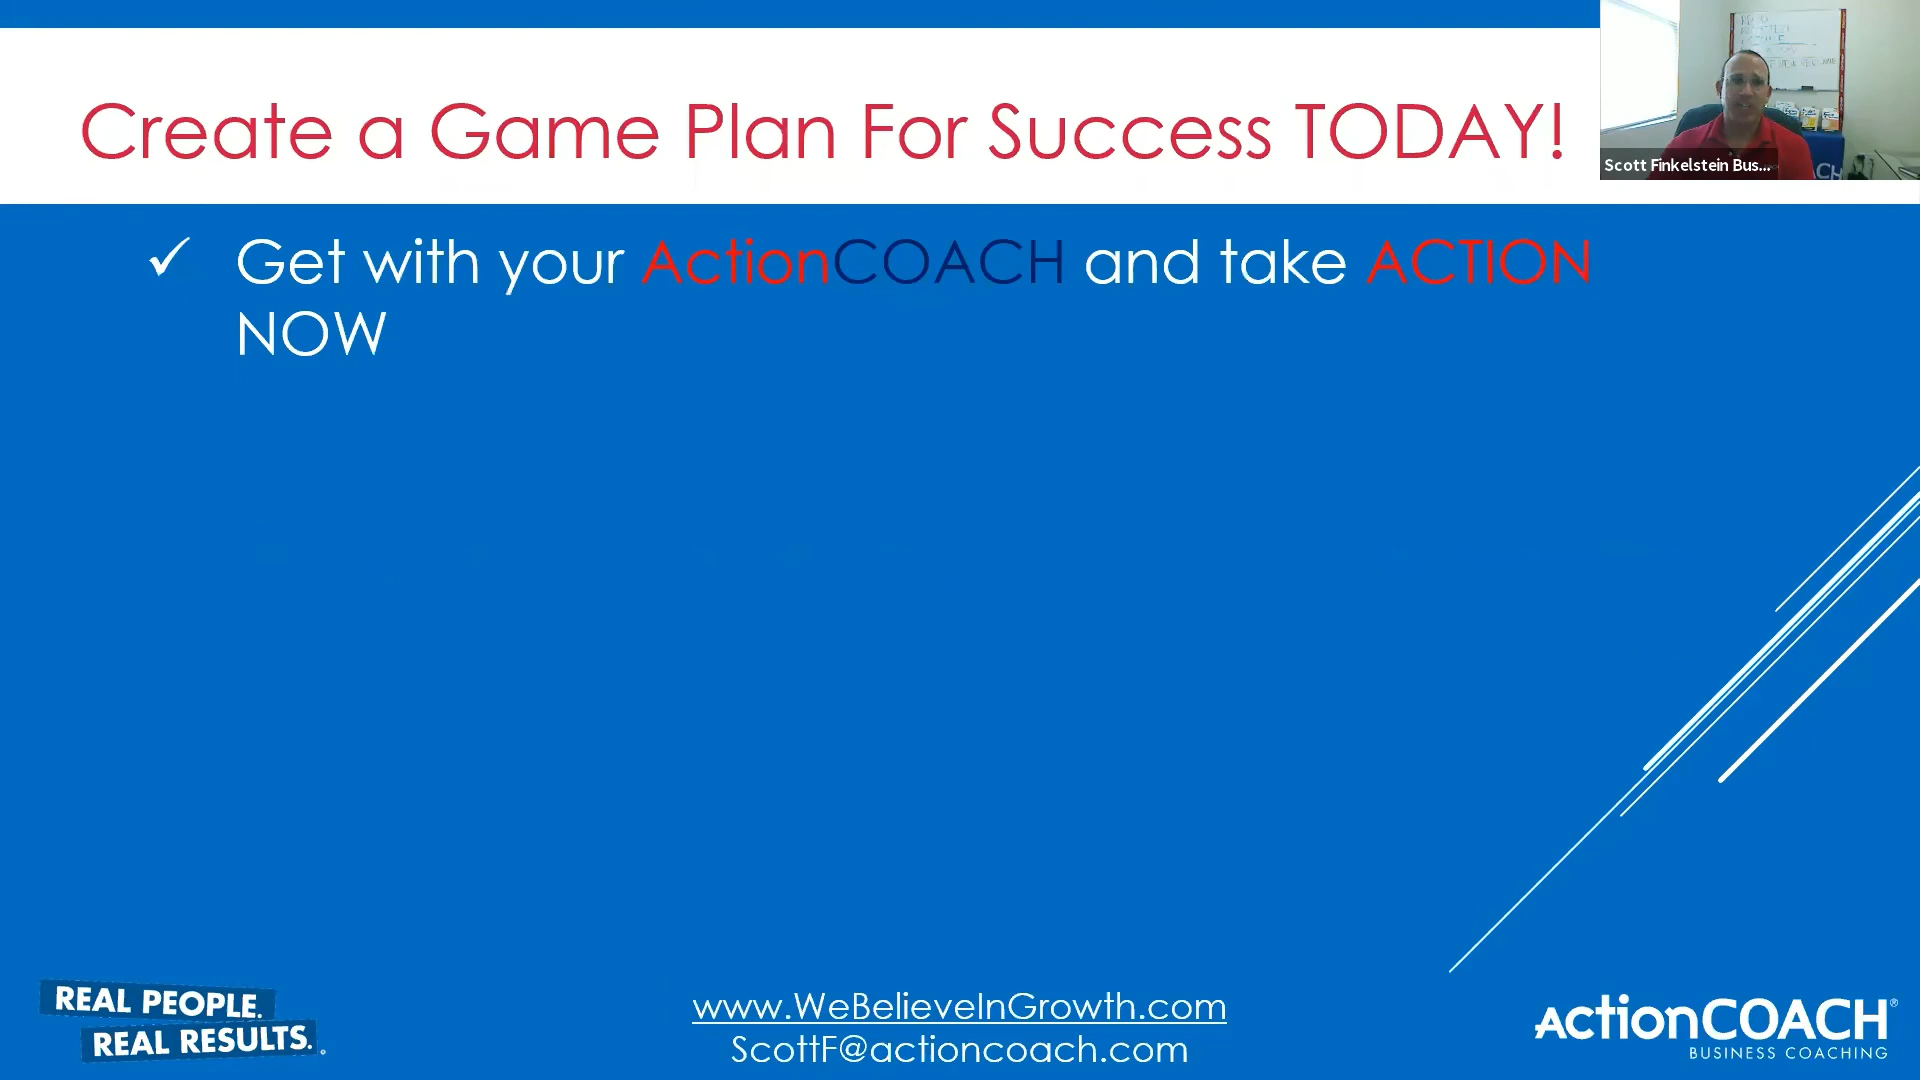 Create a Game Plan For Success TODAY!
Scott Finkelstein Bus...
✓ Get with your ActionCOACH and take ACTION
NOW
REAL PEOPLE.
REAL RESULTS.
www.WeBelieveInGrowth.com
ScottF@actioncoach.com
ActionCOACH®
BUSINESS COACHING